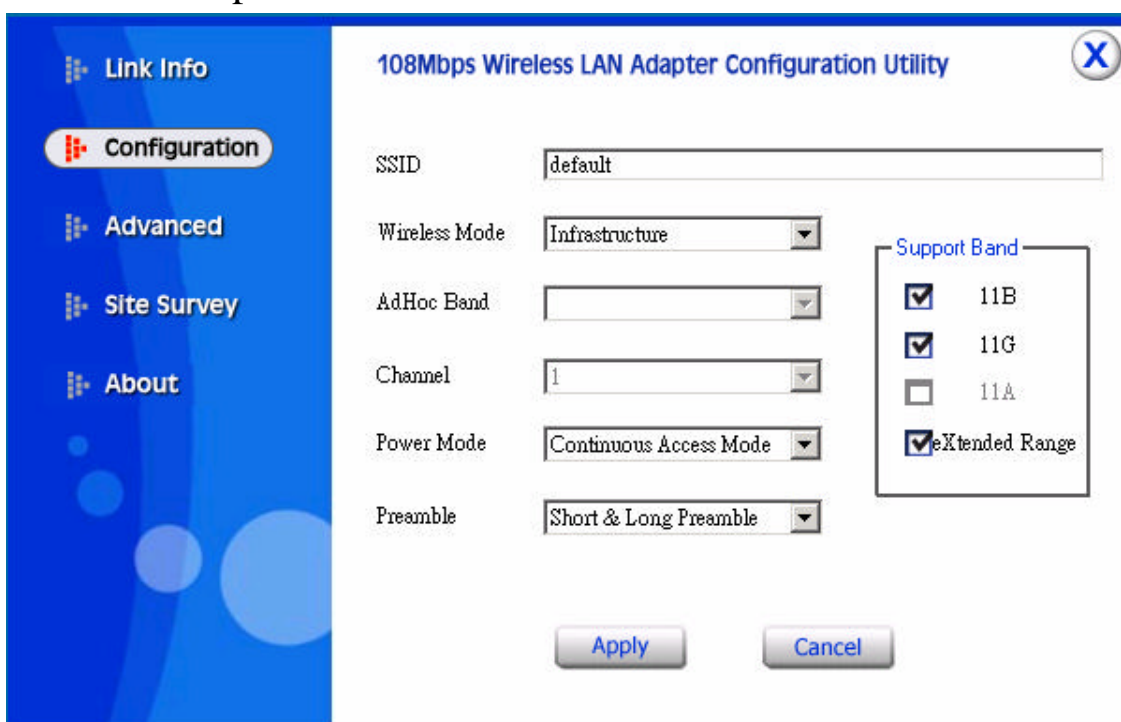 Link Info
Configuration
Advanced
Site Survey
About
108Mbps Wireless LAN Adapter Configuration Utility
X
SSID
default
Wireless Mode
Infrastructure
AdHoc Band
Channel
1
Power Mode
Continuous Access Mode
Preamble
Short & Long Preamble
Support Band
11B
11G
11A
eXtended Range
Apply
Cancel